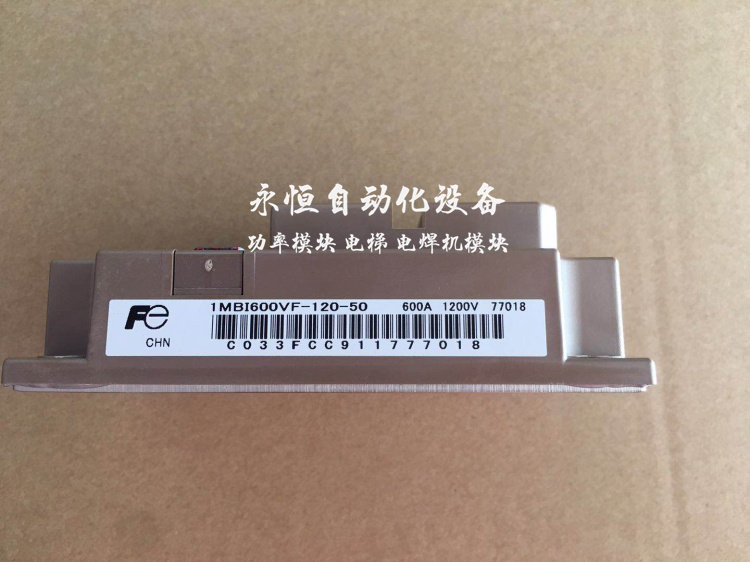 永恒自动化设备
功率模块 电梯 电焊机模块
Fe
1MBI600VF-120-50 600A 1200V 77018
CHN
C033FCC911777018